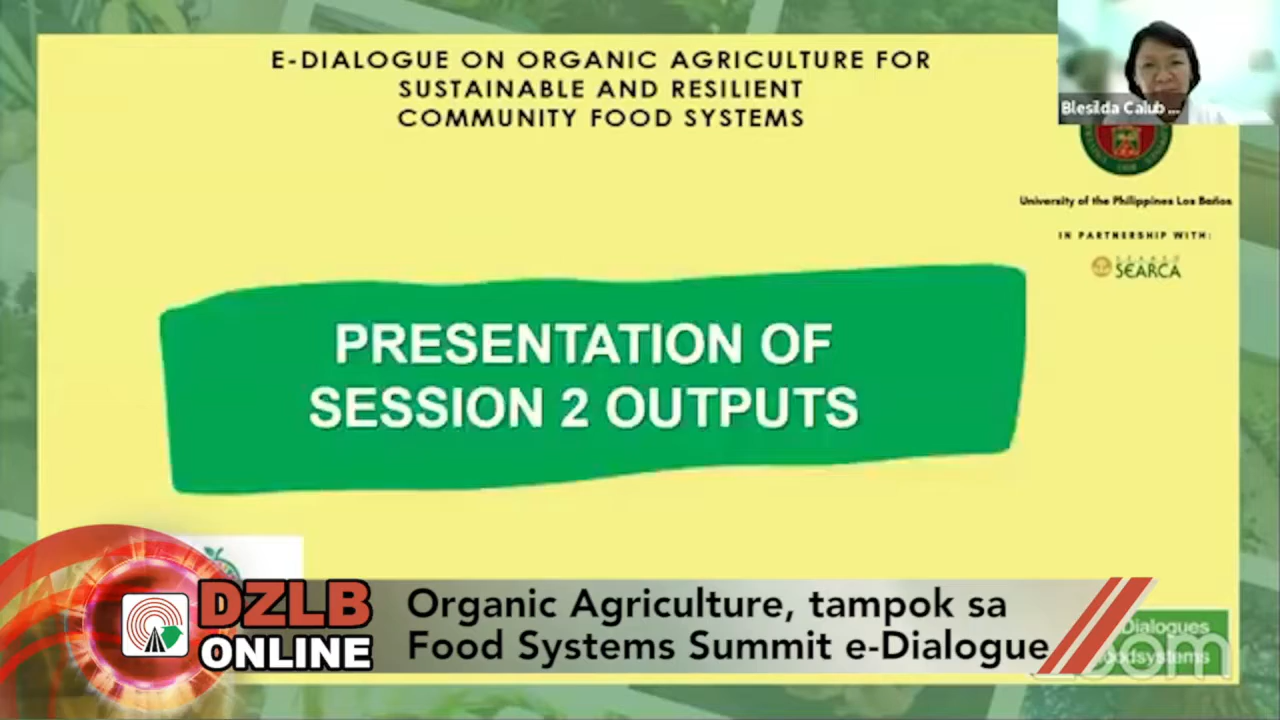 E-DIALOGUE ON ORGANIC AGRICULTURE FOR
SUSTAINABLE AND RESILIENT
COMMUNITY FOOD SYSTEMS
Blesilda Calub ...
University of the Philippines Los Baños
IN PARTNERSHIP WITH:
SEARCA
PRESENTATION OF
SESSION 2 OUTPUTS
DZLB
ONLINE
Organic Agriculture, tampok sa
Food Systems Summit e-Dialogue
Dialogues